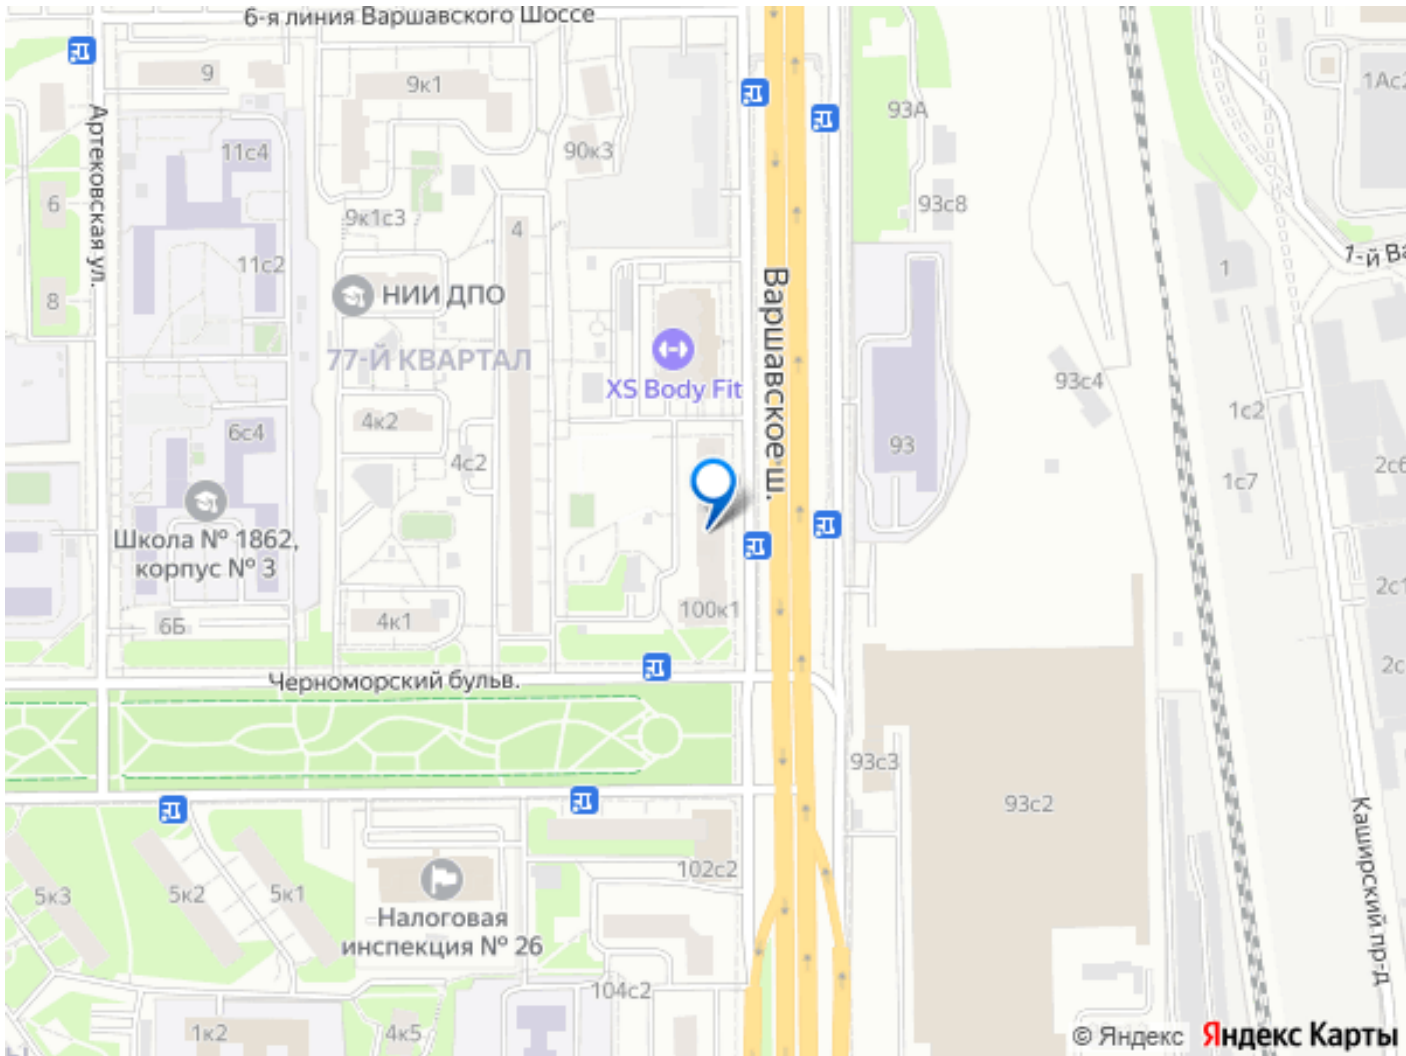 6-я линия Варшавского Шоссе
9
9к1
1Ас2
93А
Артековская ул.
11с4
90к3
6
93с8
9к1с3
4
11с2
1-й Ва
1
НИИ ДПО
8
Варшавское ш.
77-Й КВАРТАЛ
XS Body Fit
93с4
4к2
1с2
6с4
93
4с2
2с6
1с7
Школа № 1862,
корпус № 3
2с1
100к1
4к1
6Б
2с
Черноморский бульв.
93с3
93с2
Каширский пр-д
102с2
5к3
5к2
5к1
Налоговая
инспекция № 26
104с2
1к2
4к5
© Яндекс Яндекс Карты